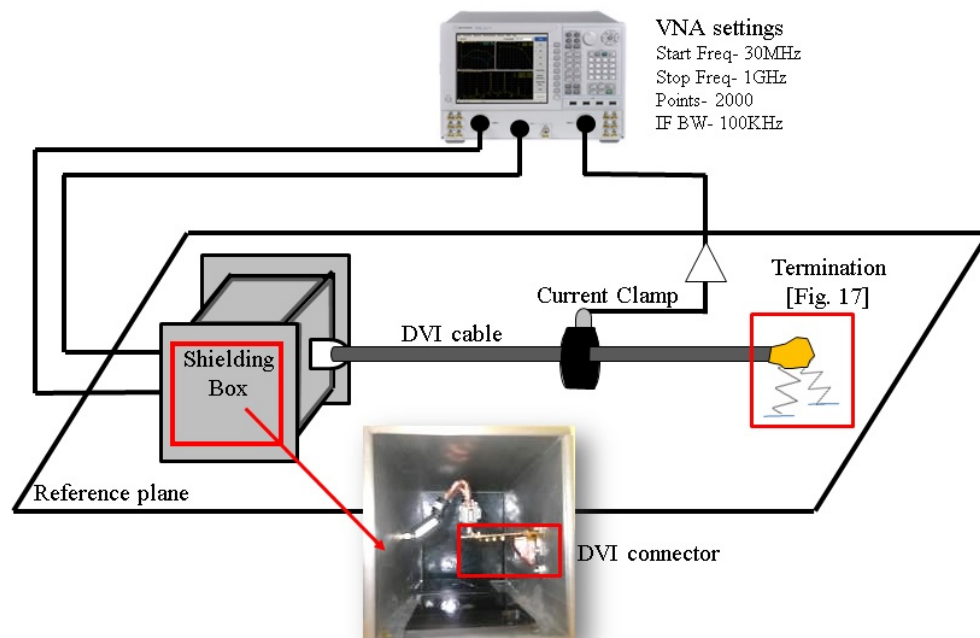 VNA settings
Start Freq- 30MHz
Stop Freq- 1GHz
Points- 2000
IF BW- 100KHz
Termination
[Fig. 17]
Current Clamp
DVI cable
Shielding
Box
Reference plane
DVI connector